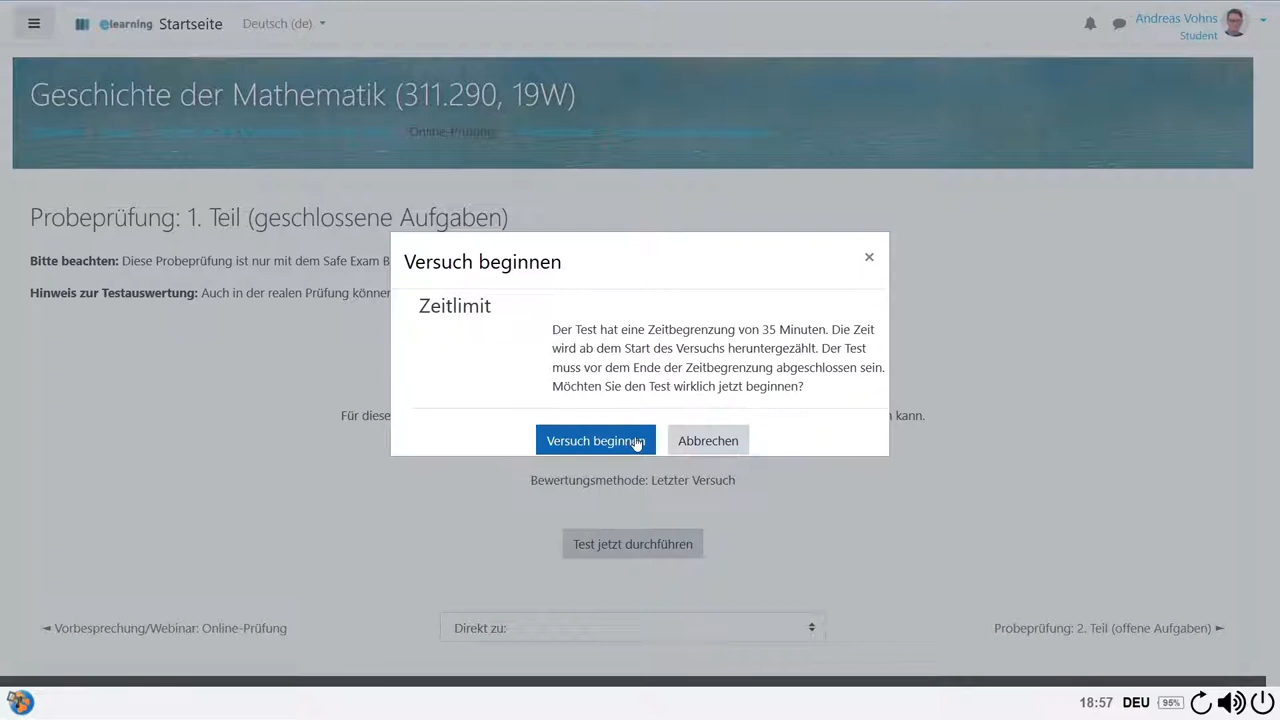 elearning Startseite Deutsch (de) Andreas Vohns
Student
Geschichte der Mathematik (311.290, 19W)
Online-Prüfung
Probeprüfung: 1. Teil (geschlossene Aufgaben)
Bitte beachten: Diese Probeprüfung ist nur mit dem Safe Exam B
Hinweis zur Testauswertung: Auch in der realen Prüfung können
Versuch beginnen ×
Zeitlimit
Der Test hat eine Zeitbegrenzung von 35 Minuten. Die Zeit
wird ab dem Start des Versuchs heruntergezählt. Der Test
muss vor dem Ende der Zeitbegrenzung abgeschlossen sein.
Möchten Sie den Test wirklich jetzt beginnen?
Für diese kann.
Versuch beginnen Abbrechen
Bewertungsmethode: Letzter Versuch
Test jetzt durchführen
◄ Vorbesprechung/Webinar: Online-Prüfung Direkt zu: Probeprüfung: 2. Teil (offene Aufgaben) ►
18:57 DEU 95%